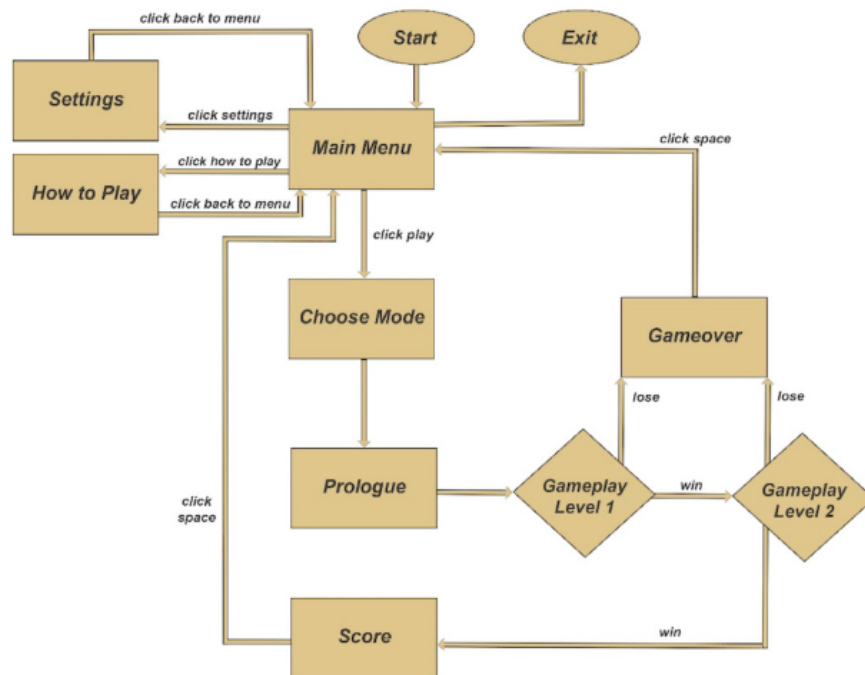 click back to menu
Start
Exit
Settings
click settings
Main Menu
click space
click how to play
How to Play
click back to menu
click play
Choose Mode
Gameover
lose
lose
Prologue
Gameplay
Level 1
win
Gameplay
Level 2
click
space
Score
win